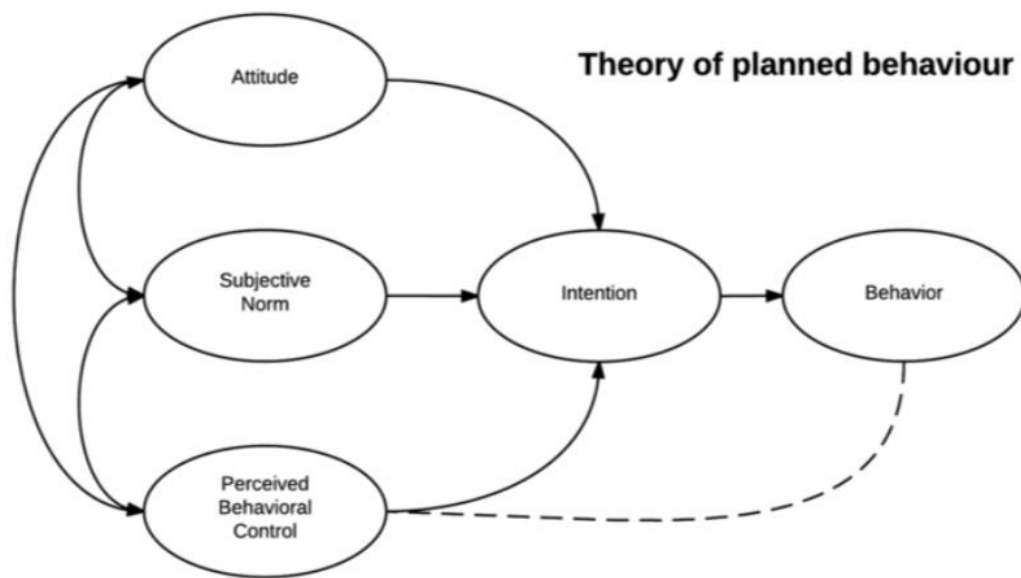 Theory of planned behaviour
Attitude
Subjective
Norm
Intention
Behavior
Perceived
Behavioral
Control